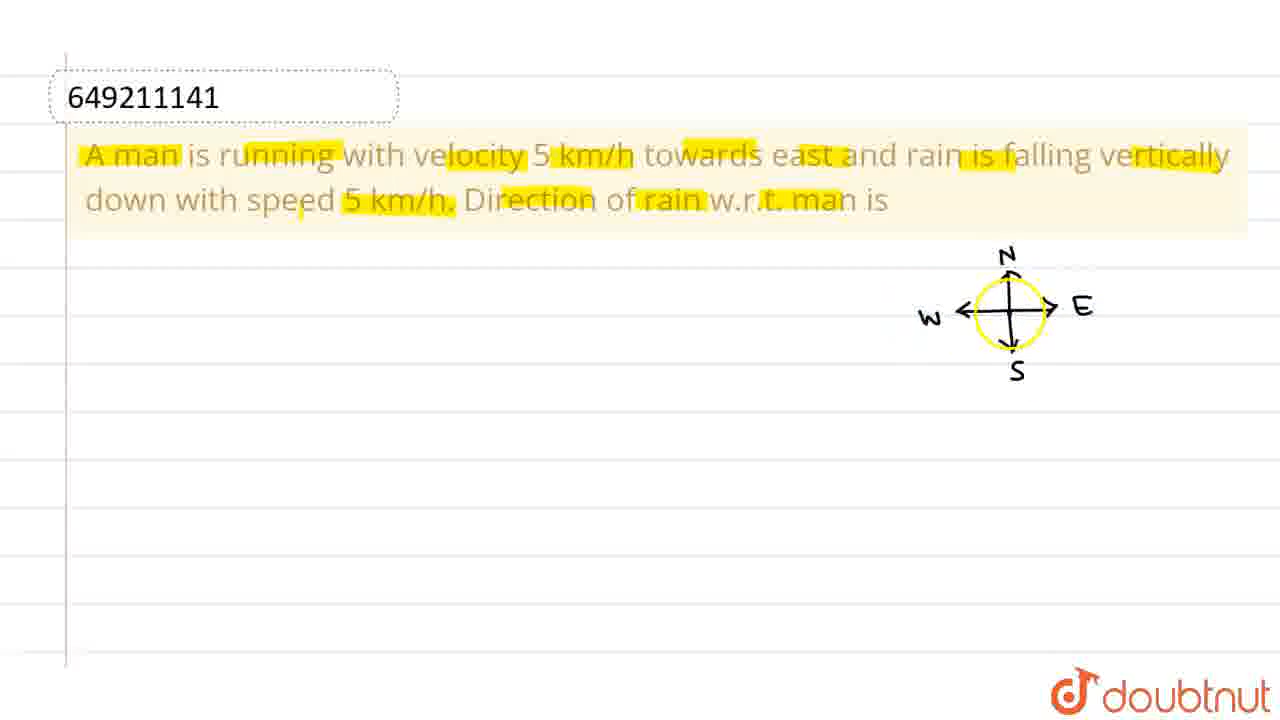 649211141
A man is running with velocity 5 km/h towards east and rain is falling vertically
down with speed 5 km/h. Direction of rain w.r.t. man is
N
W E
S
doubtnut